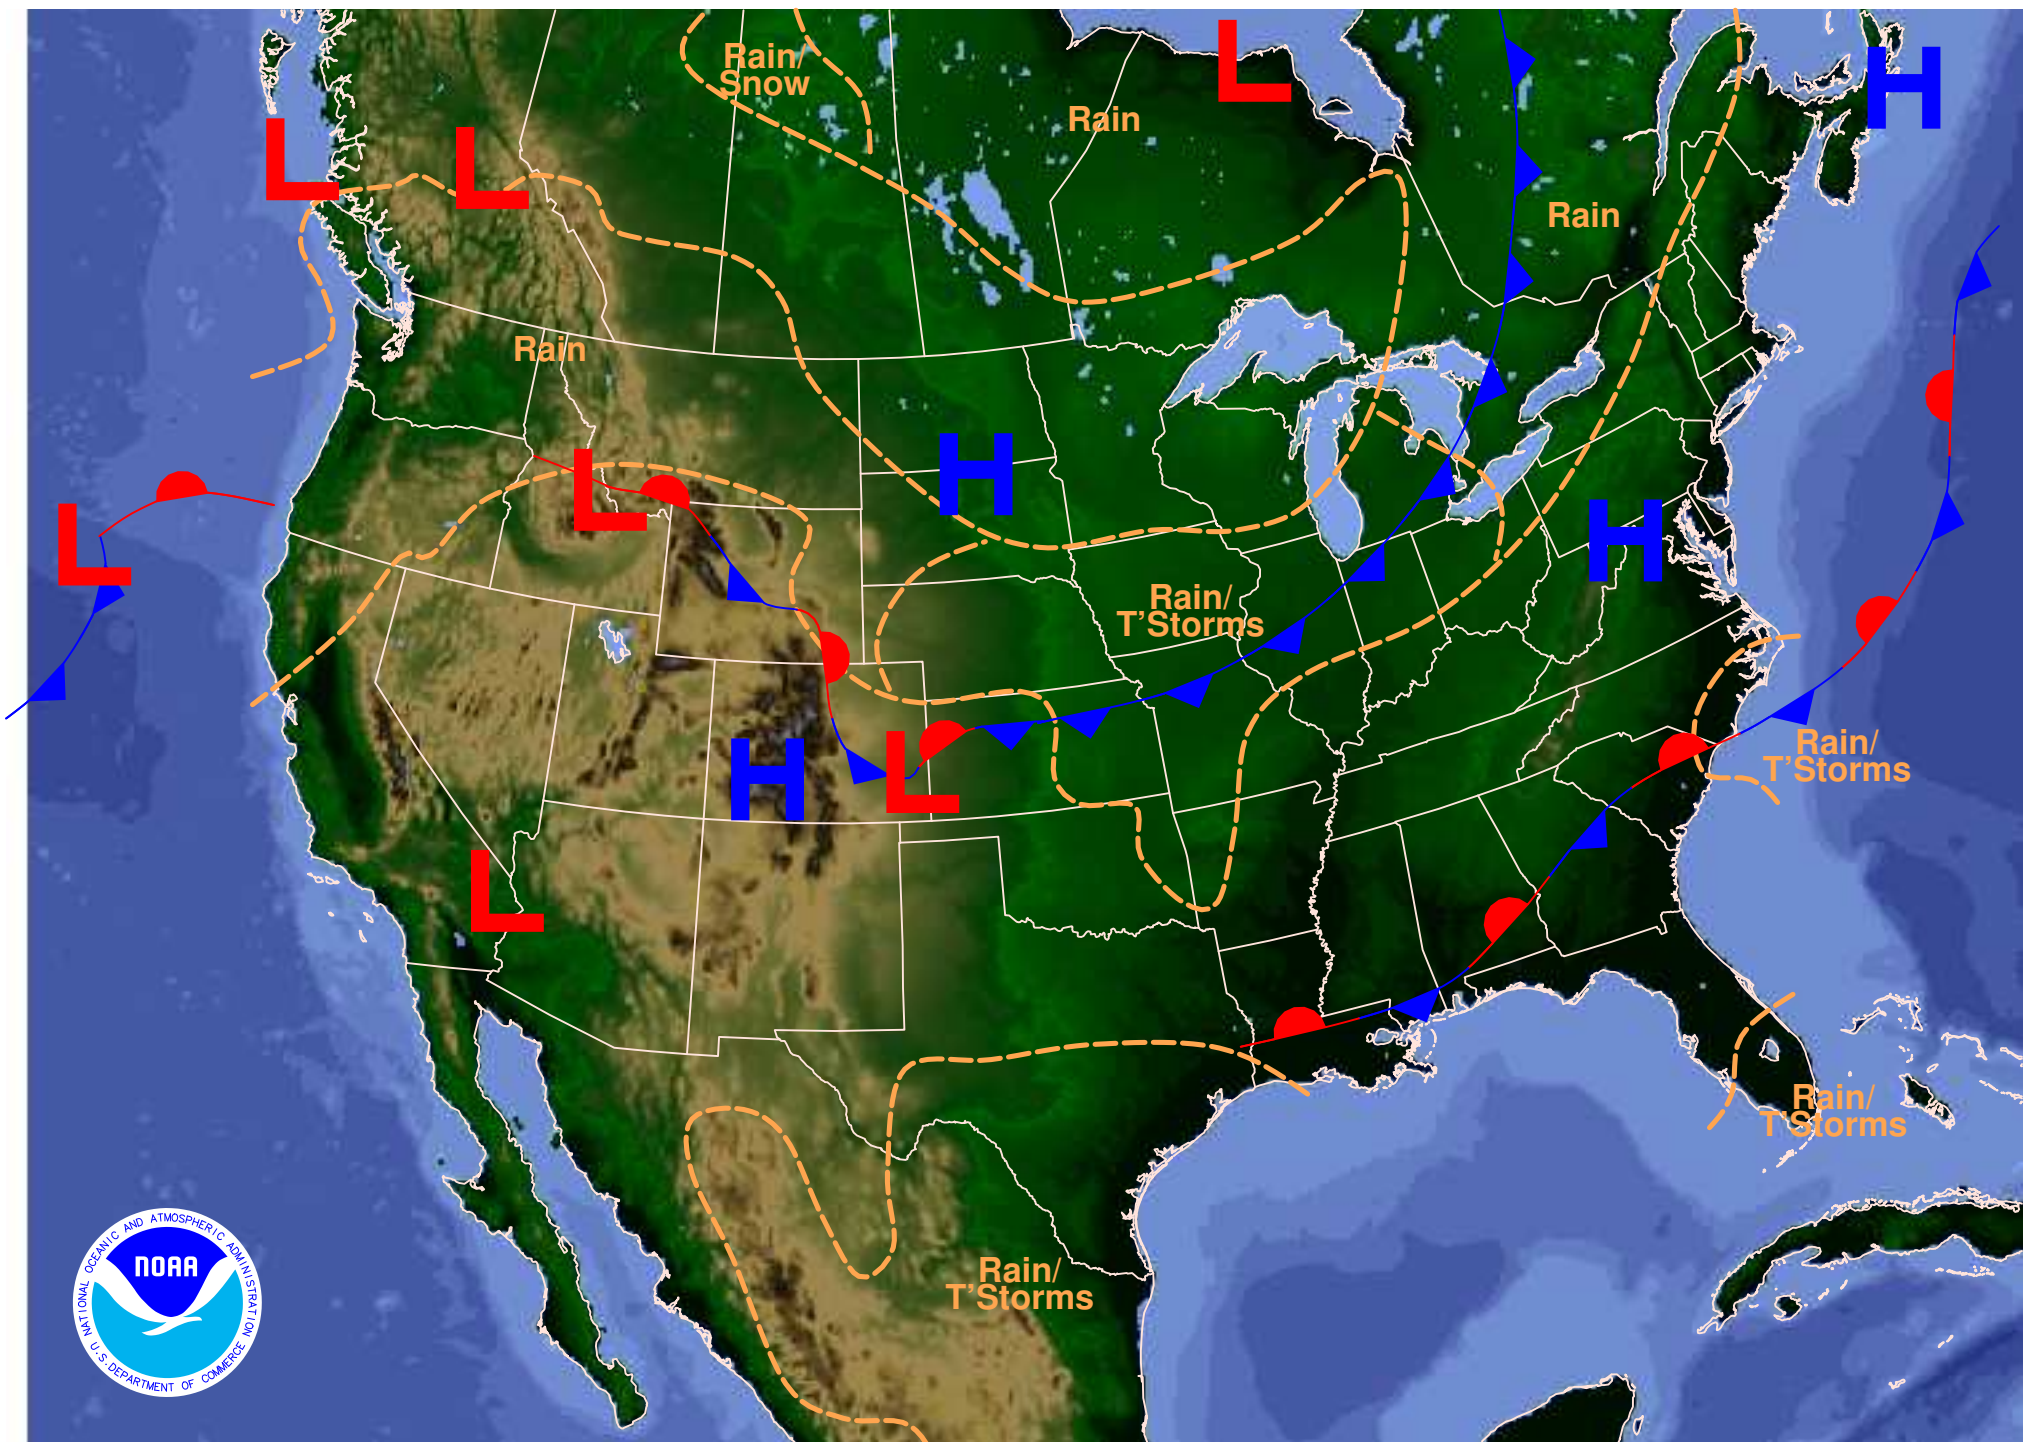 L
H
Rain/
Snow
Rain
L
L
Rain
Rain
H
L
L
H
Rain/
T'Storms
H
L
Rain/
T'Storms
L
Rain/
T'Storms
Rain/
T'Storms
NATIONAL OCEANIC AND ATMOSPHERIC ADMINISTRATION
NOAA
U.S. DEPARTMENT OF COMMERCE